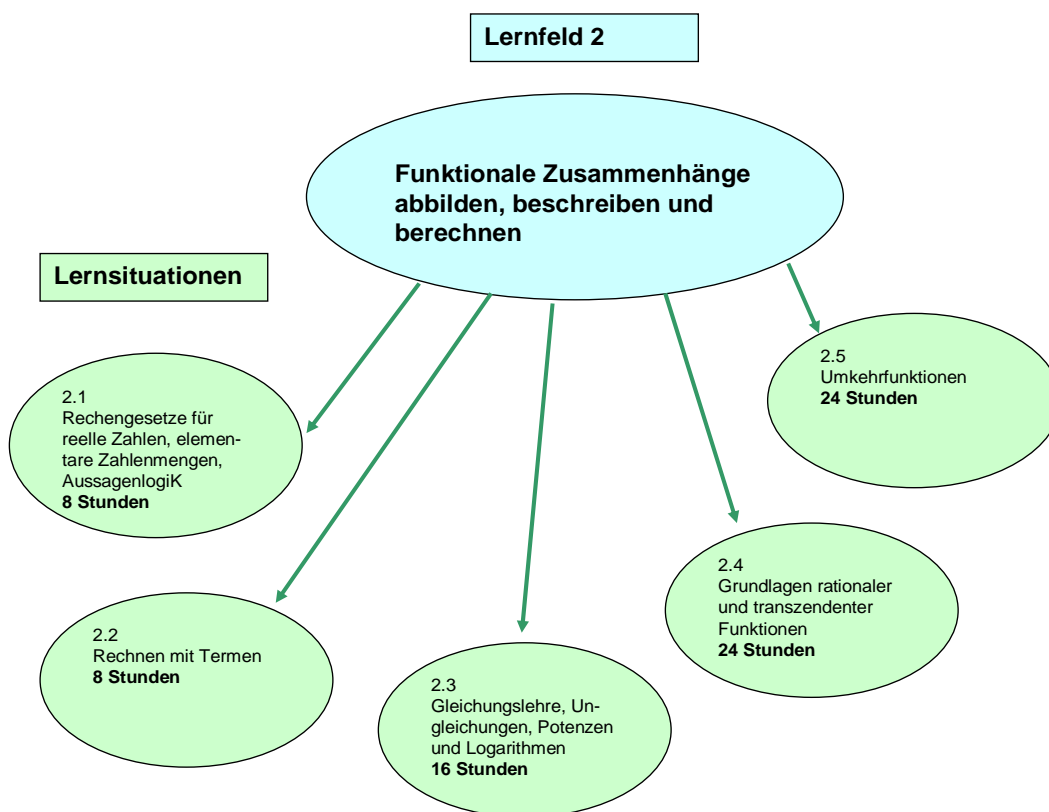 Lernfeld 2
Funktionale Zusammenhänge
abbilden, beschreiben und
berechnen
Lernsituationen
2.1
Rechengesetze für
reelle Zahlen, elemen-
tare Zahlenmengen,
AussagenlogiK
8 Stunden
2.2
Rechnen mit Termen
8 Stunden
2.3
Gleichungslehre, Un-
gleichungen, Potenzen
und Logarithmen
16 Stunden
2.4
Grundlagen rationaler
und transzendenter
Funktionen
24 Stunden
2.5
Umkehrfunktionen
24 Stunden